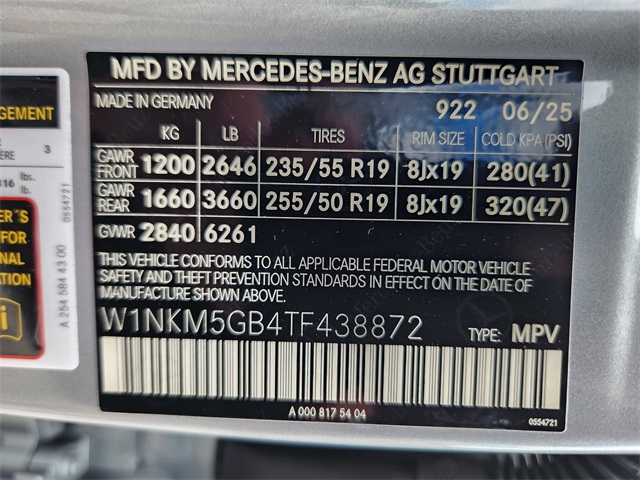 MFD BY MERCEDES-BENZ AG STUTTGART
MADE IN GERMANY 922 06/25
KG LB TIRES RIM SIZE COLD KPA (PSI)
GAWR FRONT 1200 2646 235/55 R19 8Jx19 280(41)
GAWR REAR 1660 3660 255/50 R19 8Jx19 320(47)
GVWR 2840 6261
THIS VEHICLE CONFORMS TO ALL APPLICABLE FEDERAL MOTOR VEHICLE
SAFETY AND THEFT PREVENTION STANDARDS IN EFFECT ON THE DATE
OF MANUFACTURE SHOWN ABOVE.
W1NKM5GB4TF438872 TYPE: MPV
A 000 817 54 04
0554721
3
lbs.
lb.
FOR
A 254 584 43 00
0554721